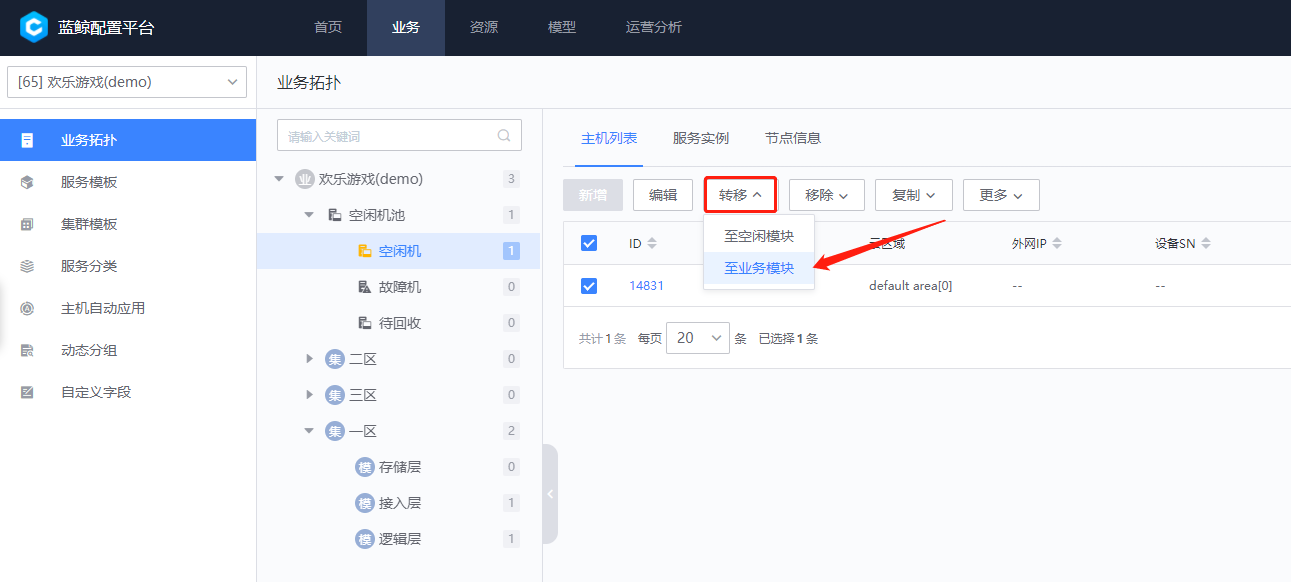 蓝鲸配置平台 首页 业务 资源 模型 运营分析
[65] 欢乐游戏(demo)
业务拓扑
服务模板
集群模板
服务分类
主机自动应用
动态分组
自定义字段
业务拓扑
请输入关键词
业 欢乐游戏(demo) 3
空闲机池 1
空闲机 1
故障机 0
待回收 0
集 二区 0
集 三区 0
集 一区 2
模 存储层 0
模 接入层 1
模 逻辑层 1
主机列表 服务实例 节点信息
新增 编辑 转移 移除 复制 更多
至空闲模块
至业务模块
ID 云区域 外网IP 设备SN
14831 default area[0] -- --
共计 1 条 每页 20 条 已选择 1 条